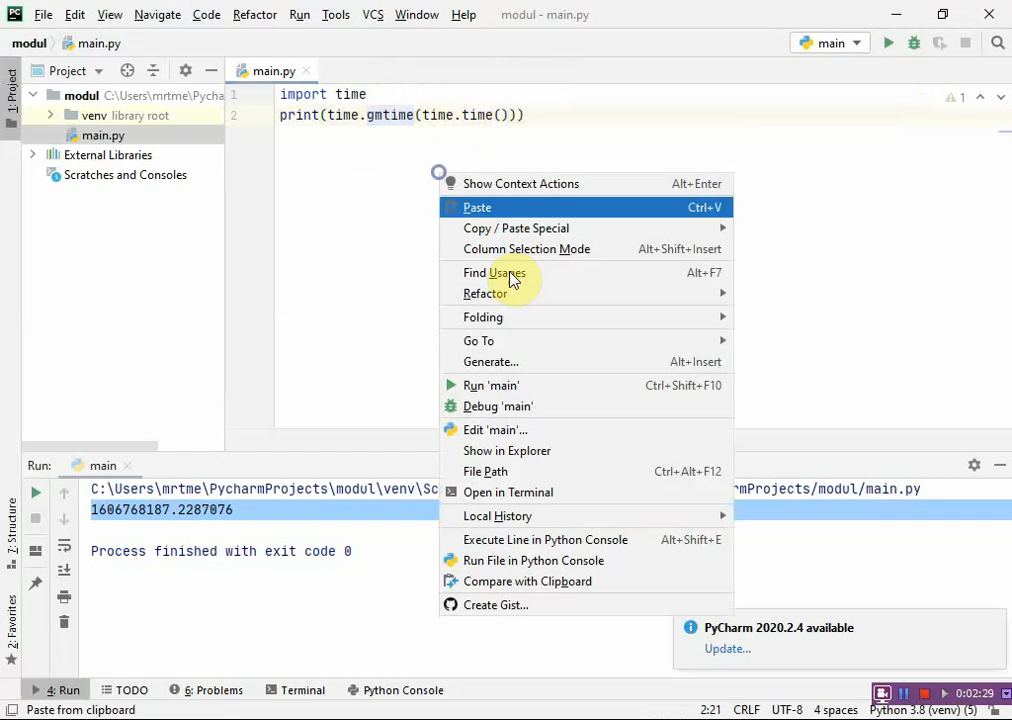 PC File Edit View Navigate Code Refactor Run Tools VCS Window Help modul - main.py
modul main.py main
1: Project
Project main.py
modul C:\Users\mrtme\Pycha
venv library root
main.py
External Libraries
Scratches and Consoles
1 import time
2 print(time.gmtime(time.time()))
1
Show Context Actions Alt+Enter
Paste Ctrl+V
Copy / Paste Special
Column Selection Mode Alt+Shift+Insert
Find Usages Alt+F7
Refactor
Folding
Go To
Generate... Alt+Insert
Run 'main' Ctrl+Shift+F10
Debug 'main'
Edit 'main'...
Show in Explorer
File Path Ctrl+Alt+F12
Open in Terminal
Local History
Execute Line in Python Console Alt+Shift+E
Run File in Python Console
Compare with Clipboard
Create Gist...
Run: main
C:\Users\mrtme\PycharmProjects\modul\venv\Sc
rmProjects/modul/main.py
1606768187.2287076
Process finished with exit code 0
7: Structure
2: Favorites
PyCharm 2020.2.4 available
Update...
4: Run TODO 6: Problems Terminal Python Console
0:02:29
Paste from clipboard 2:21 CRLF UTF-8 4 spaces Python 3.8 (venv) (5)